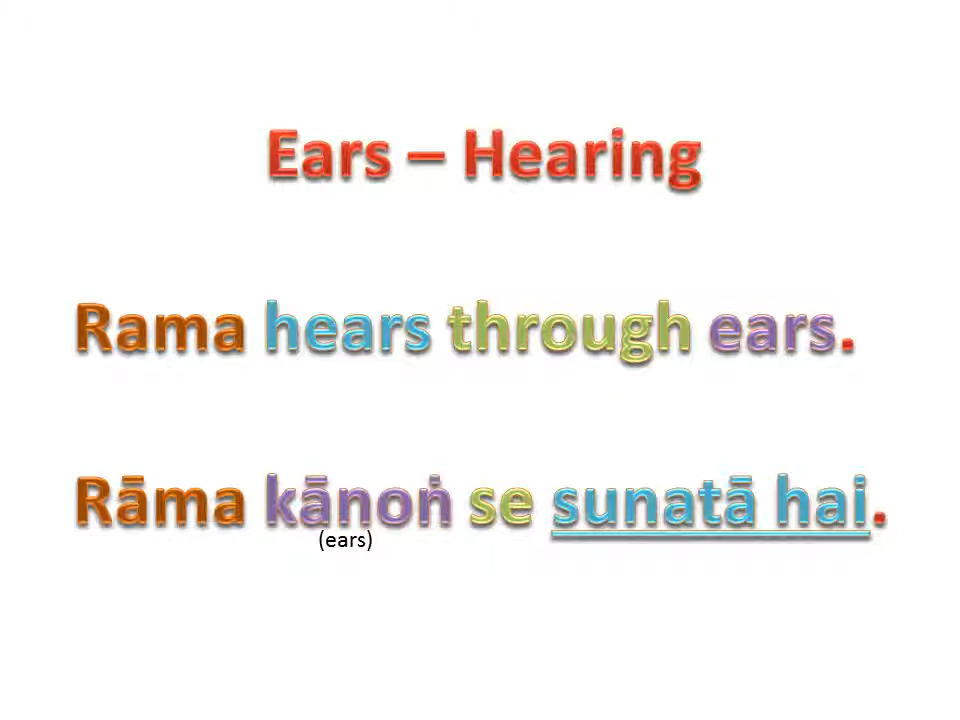 Ears – Hearing
Rama hears through ears.
Rāma kānoṅ se sunatā hai.
(ears)